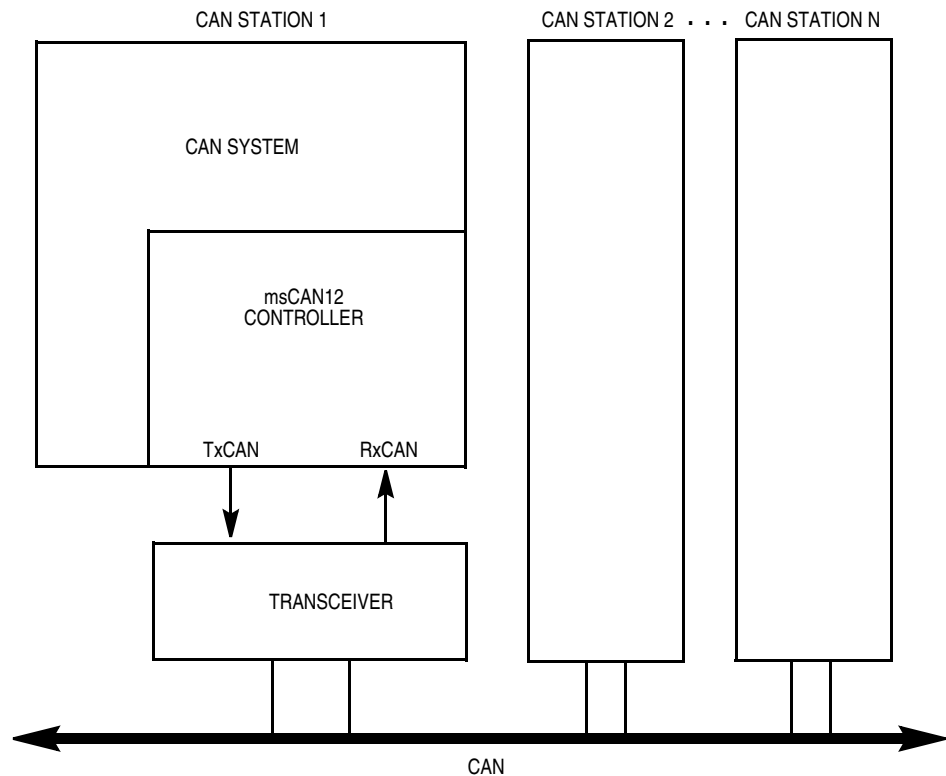 CAN STATION 1
CAN STATION 2 . . . CAN STATION N
CAN SYSTEM
msCAN12
CONTROLLER
TxCAN
RxCAN
TRANSCEIVER
CAN